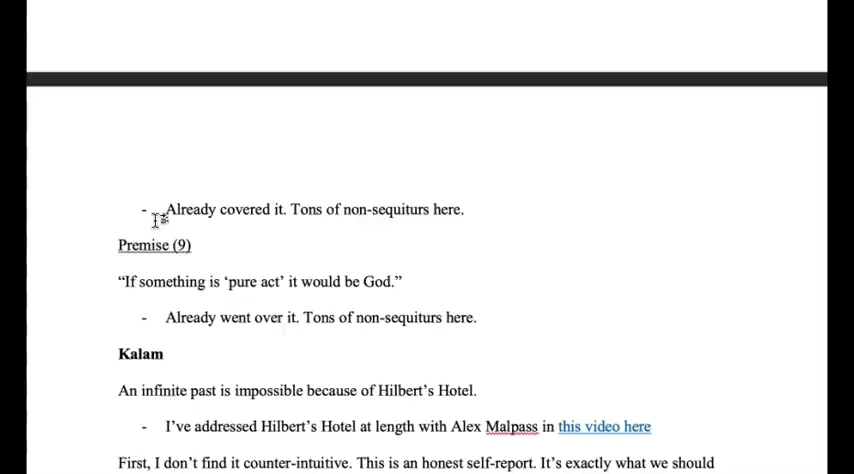 - Already covered it. Tons of non-sequiturs here.
Premise (9)
“If something is ‘pure act’ it would be God.”
- Already went over it. Tons of non-sequiturs here.
Kalam
An infinite past is impossible because of Hilbert’s Hotel.
- I’ve addressed Hilbert’s Hotel at length with Alex Malpass in this video here
First, I don’t find it counter-intuitive. This is an honest self-report. It’s exactly what we should